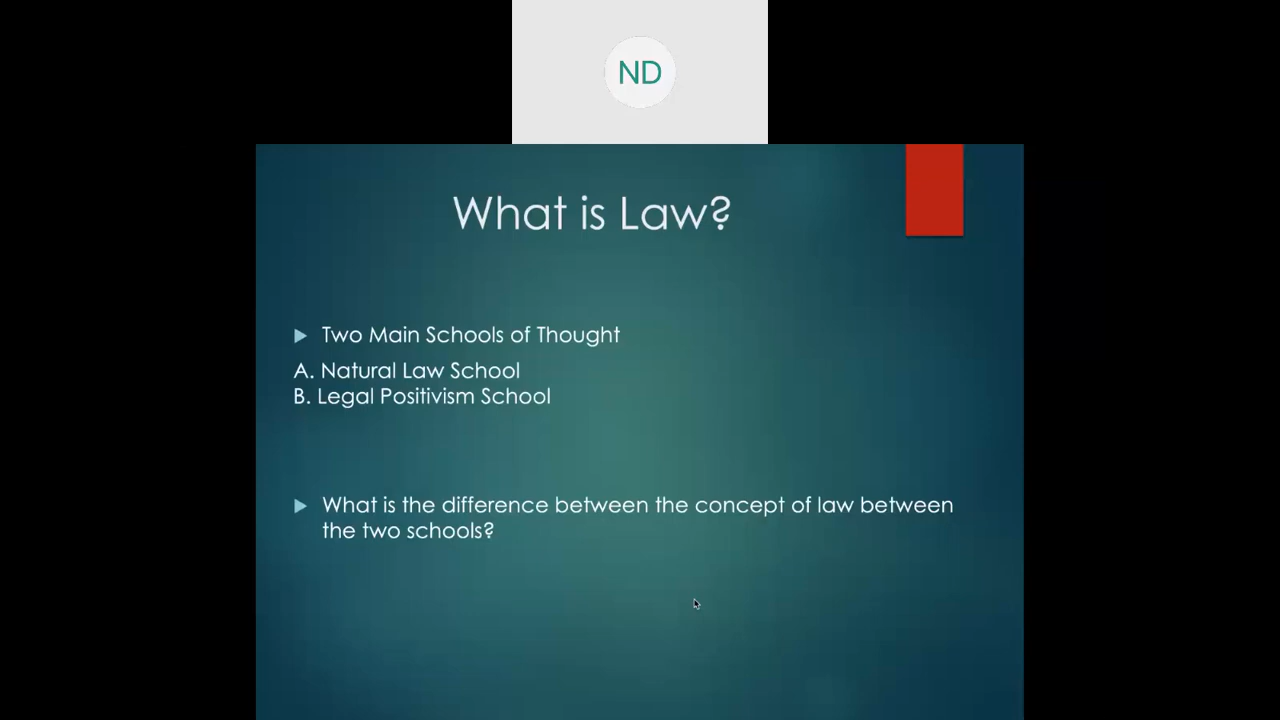 ND
What is Law?
Two Main Schools of Thought
A. Natural Law School
B. Legal Positivism School
What is the difference between the concept of law between
the two schools?